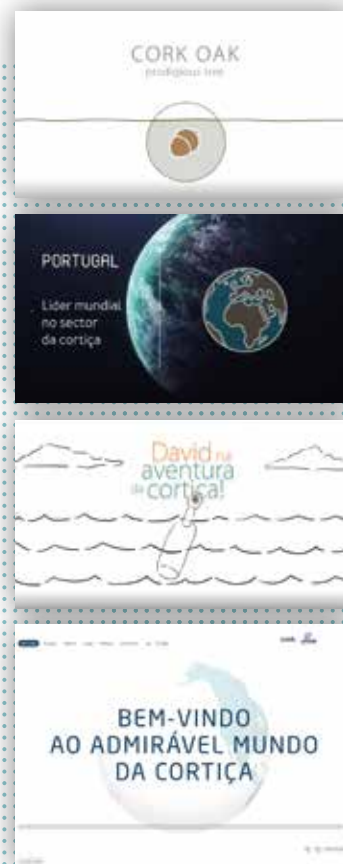 CORK OAK
prodigious tree
PORTUGAL
Líder mundial
no sector
da cortiça
David na
aventura
da cortiça!
BEM-VINDO
AO ADMIRÁVEL MUNDO
DA CORTIÇA